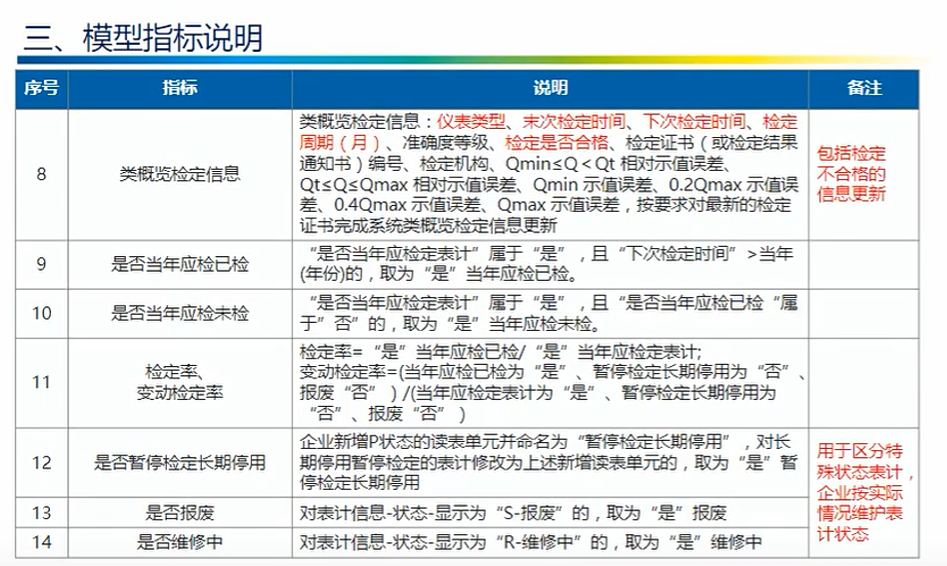 三、模型指标说明
序号 指标 说明 备注
8 类概览检定信息
类概览检定信息：仪表类型、末次检定时间、下次检定时间、检定
周期（月）、准确度等级、检定是否合格、检定证书（或检定结果
通知书）编号、检定机构、Qmin≤Q＜Qt 相对示值误差、
Qt≤Q≤Qmax 相对示值误差、Qmin 示值误差、0.2Qmax 示值误
差、0.4Qmax 示值误差、Qmax 示值误差，按要求对最新的检定
证书完成系统类概览检定信息更新
包括检定
不合格的
信息更新
9 是否当年应检已检
“是否当年应检定表计”属于“是”，且“下次检定时间”>当年
(年份)的，取为“是”当年应检已检。
10 是否当年应检未检
“是否当年应检定表计”属于“是”，且“是否当年应检已检“属
于”否”的，取为“是”当年应检未检。
11 检定率、
变动检定率
检定率=“是”当年应检已检/“是”当年应检定表计;
变动检定率=(当年应检已检为“是”、暂停检定长期停用为“否”、
报废“否”）/(当年应检定表计为“是”、暂停检定长期停用为
“否”、报废“否”）
12 是否暂停检定长期停用
企业新增P状态的读表单元并命名为“暂停检定长期停用”，对长
期停用暂停检定的表计修改为上述新增读表单元的，取为“是”暂
停检定长期停用
用于区分特
殊状态表计，
企业按实际
情况维护表
计状态
13 是否报废 对表计信息-状态-显示为“S-报废”的，取为“是”报废
14 是否维修中 对表计信息-状态-显示为“R-维修中”的，取为“是”维修中